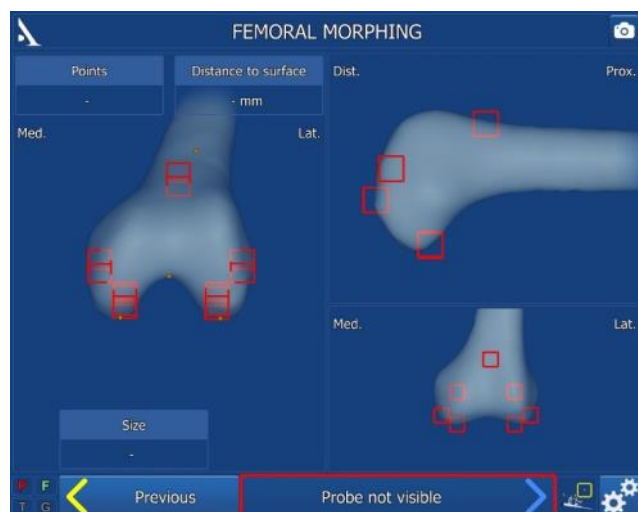 FEMORAL MORPHING
Points
Distance to surface
-
- mm
Med.
Lat.
Dist.
Prox.
Med.
Lat.
Size
-
P F
T G
Previous
Probe not visible